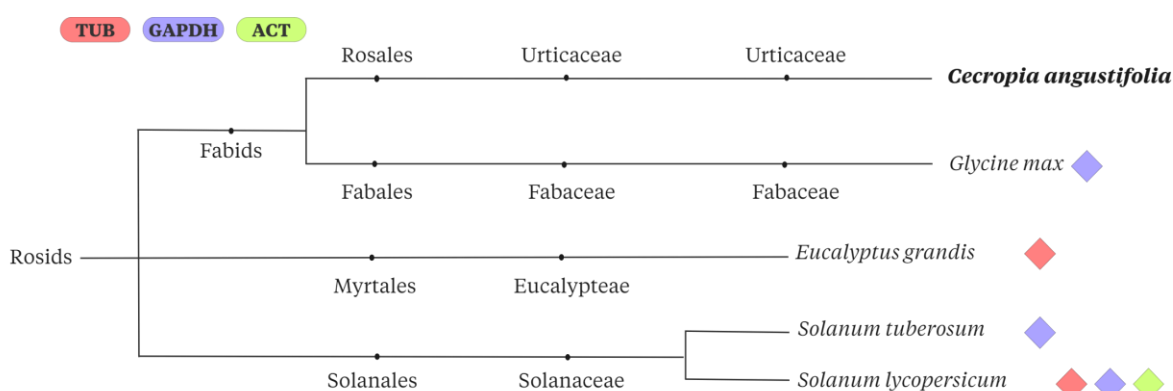 TUB GAPDH ACT
Rosales Urticaceae Urticaceae
Cecropia angustifolia
Fabids
Glycine max
Fabales Fabaceae Fabaceae
Rosids
Eucalyptus grandis
Myrtales Eucalypteae
Solanum tuberosum
Solanum lycopersicum
Solanales Solanaceae